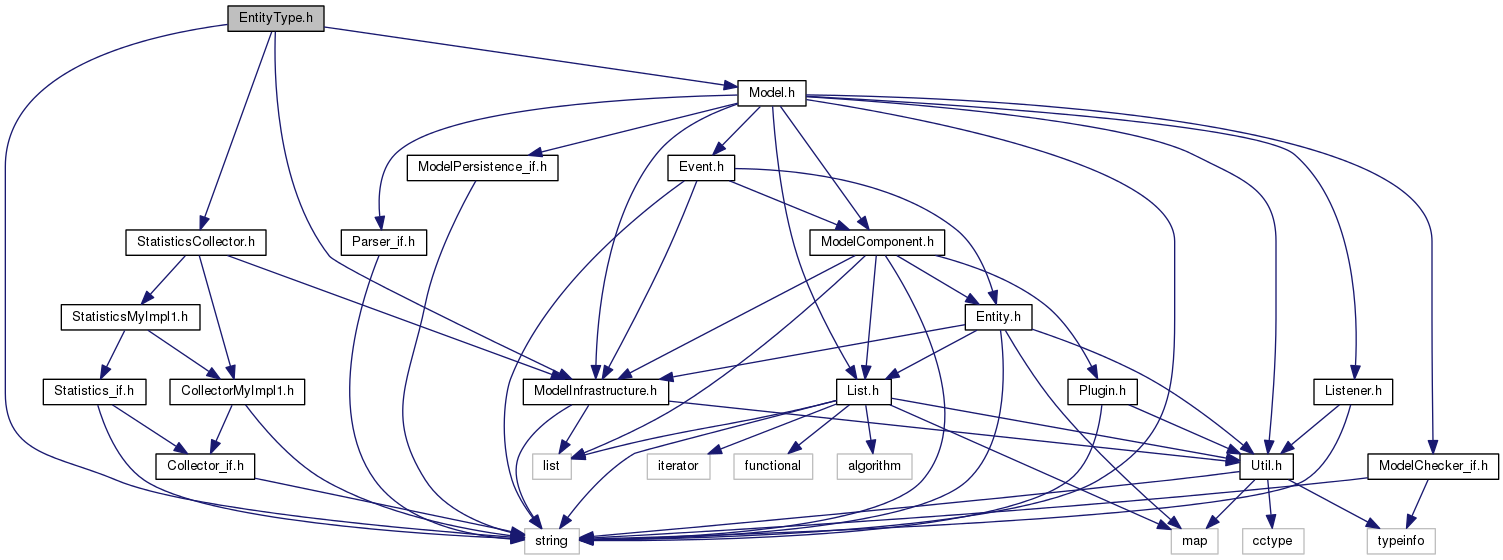 EntityType.h
Model.h
ModelPersistence_if.h
Event.h
StatisticsCollector.h
Parser_if.h
ModelComponent.h
StatisticsMyImpl1.h
Entity.h
Statistics_if.h
CollectorMyImpl1.h
ModelInfrastructure.h
List.h
Plugin.h
Listener.h
Collector_if.h
list
iterator
functional
algorithm
Util.h
ModelChecker_if.h
string
map
cctype
typeinfo